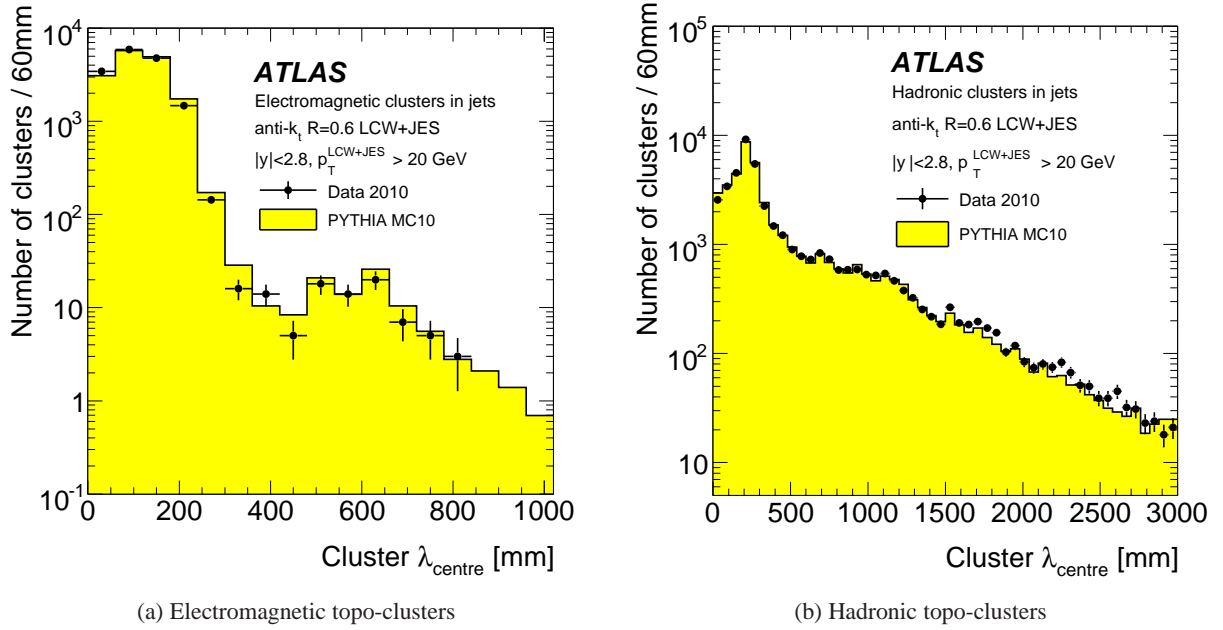 Number of clusters / 60mm
10^4
10^3
10^2
10
1
10^-1
ATLAS
Electromagnetic clusters in jets
anti-k_t R=0.6 LCW+JES
|y|<2.8, p_T^LCW+JES > 20 GeV
Data 2010
PYTHIA MC10
0 200 400 600 800 1000
Cluster λ_centre [mm]
(a) Electromagnetic topo-clusters
Number of clusters / 60mm
10^5
10^4
10^3
10^2
10
ATLAS
Hadronic clusters in jets
anti-k_t R=0.6 LCW+JES
|y|<2.8, p_T^LCW+JES > 20 GeV
Data 2010
PYTHIA MC10
0 500 1000 1500 2000 2500 3000
Cluster λ_centre [mm]
(b) Hadronic topo-clusters